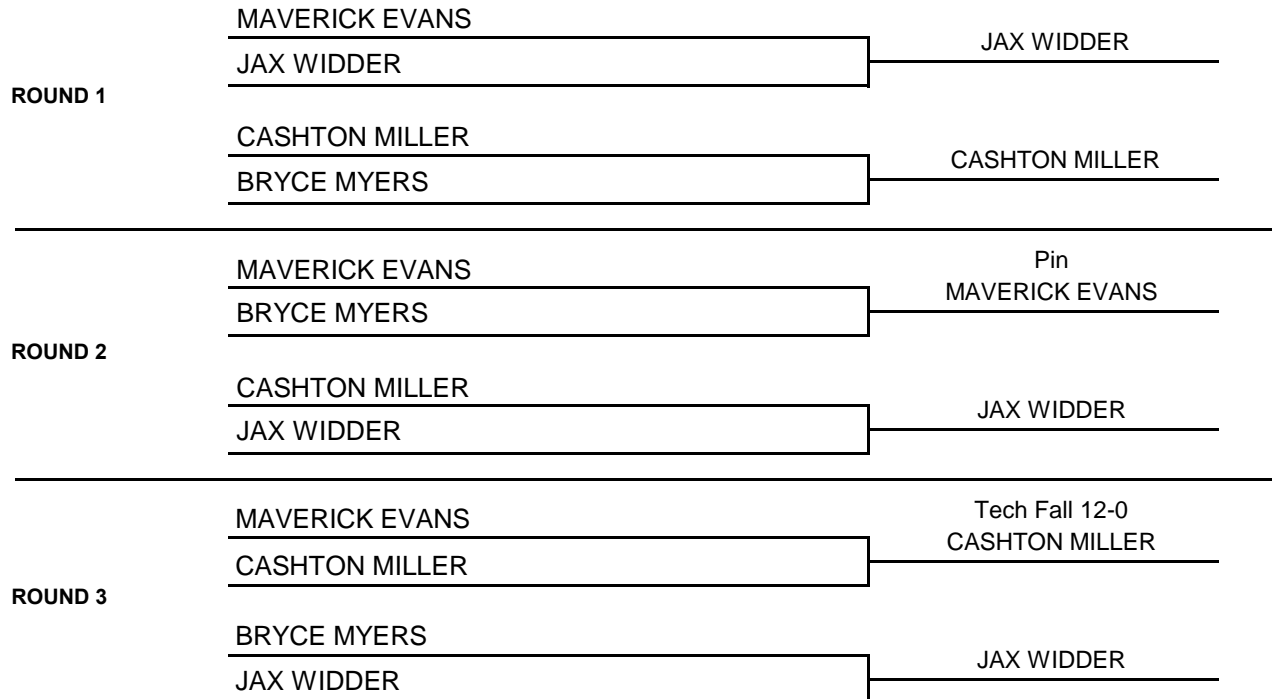 MAVERICK EVANS
JAX WIDDER
JAX WIDDER
ROUND 1
CASHTON MILLER
CASHTON MILLER
BRYCE MYERS
MAVERICK EVANS
Pin
MAVERICK EVANS
BRYCE MYERS
ROUND 2
CASHTON MILLER
JAX WIDDER
JAX WIDDER
MAVERICK EVANS
Tech Fall 12-0
CASHTON MILLER
CASHTON MILLER
ROUND 3
BRYCE MYERS
JAX WIDDER
JAX WIDDER